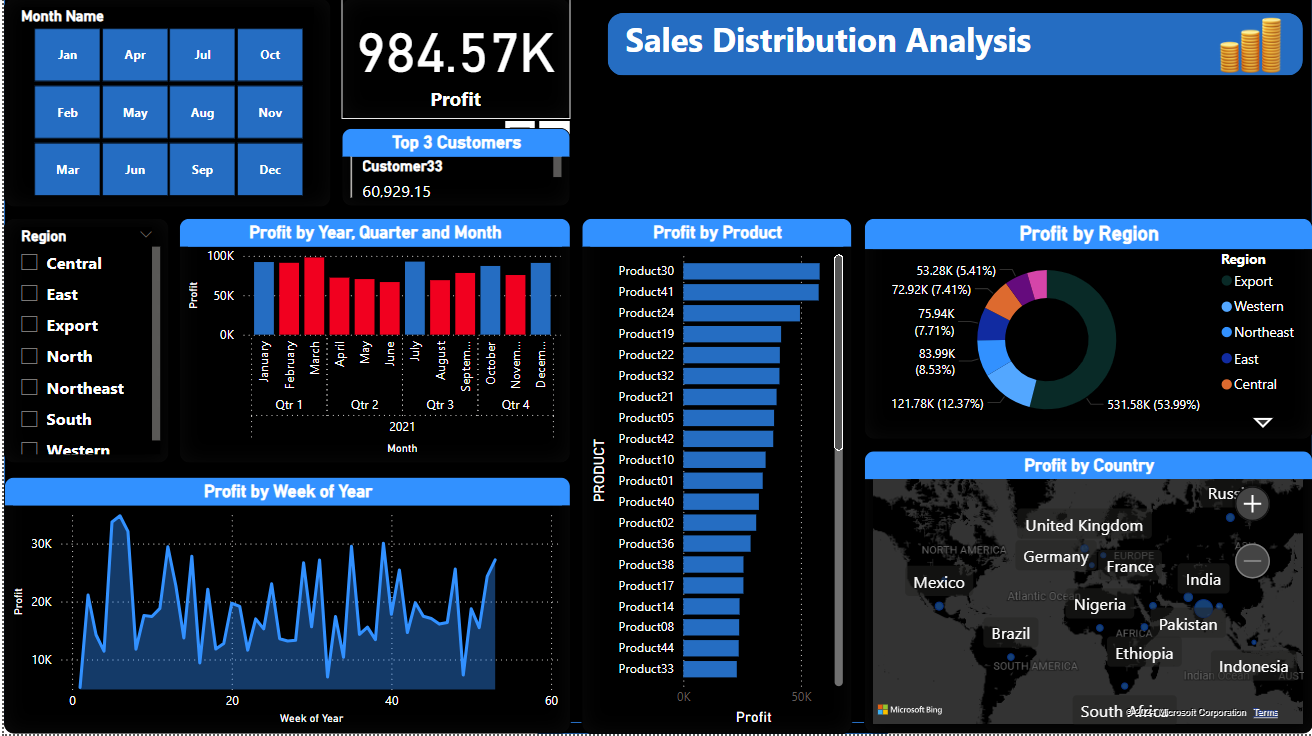 Month Name
Jan
Apr
Jul
Oct
Feb
May
Aug
Nov
Mar
Jun
Sep
Dec
984.57K
Profit
Top 3 Customers
Customer33
60,929.15
Sales Distribution Analysis
Region
Central
East
Export
North
Northeast
South
Western
Profit by Year, Quarter and Month
Profit
100K
50K
0K
January
February
March
April
May
June
July
August
Septem...
October
Novem...
Decem...
Qtr 1
Qtr 2
Qtr 3
Qtr 4
2021
Month
Profit by Week of Year
Profit
30K
20K
10K
0
20
40
60
Week of Year
Profit by Product
PRODUCT
Product30
Product41
Product24
Product19
Product22
Product32
Product21
Product05
Product42
Product10
Product01
Product40
Product02
Product36
Product38
Product17
Product14
Product08
Product44
Product33
0K
50K
Profit
Profit by Region
53.28K (5.41%)
72.92K (7.41%)
75.94K
(7.71%)
83.99K
(8.53%)
121.78K (12.37%)
531.58K (53.99%)
Region
Export
Western
Northeast
East
Central
Profit by Country
United Kingdom
NORTH AMERICA
Germany
EUROPE
France
Mexico
India
Atlantic Ocean
Nigeria
Pakistan
Brazil
AFRICA
Ethiopia
SOUTH AMERICA
Indonesia
Indian
AUST
South Africa
Microsoft Bing
Microsoft Corporation
Terms